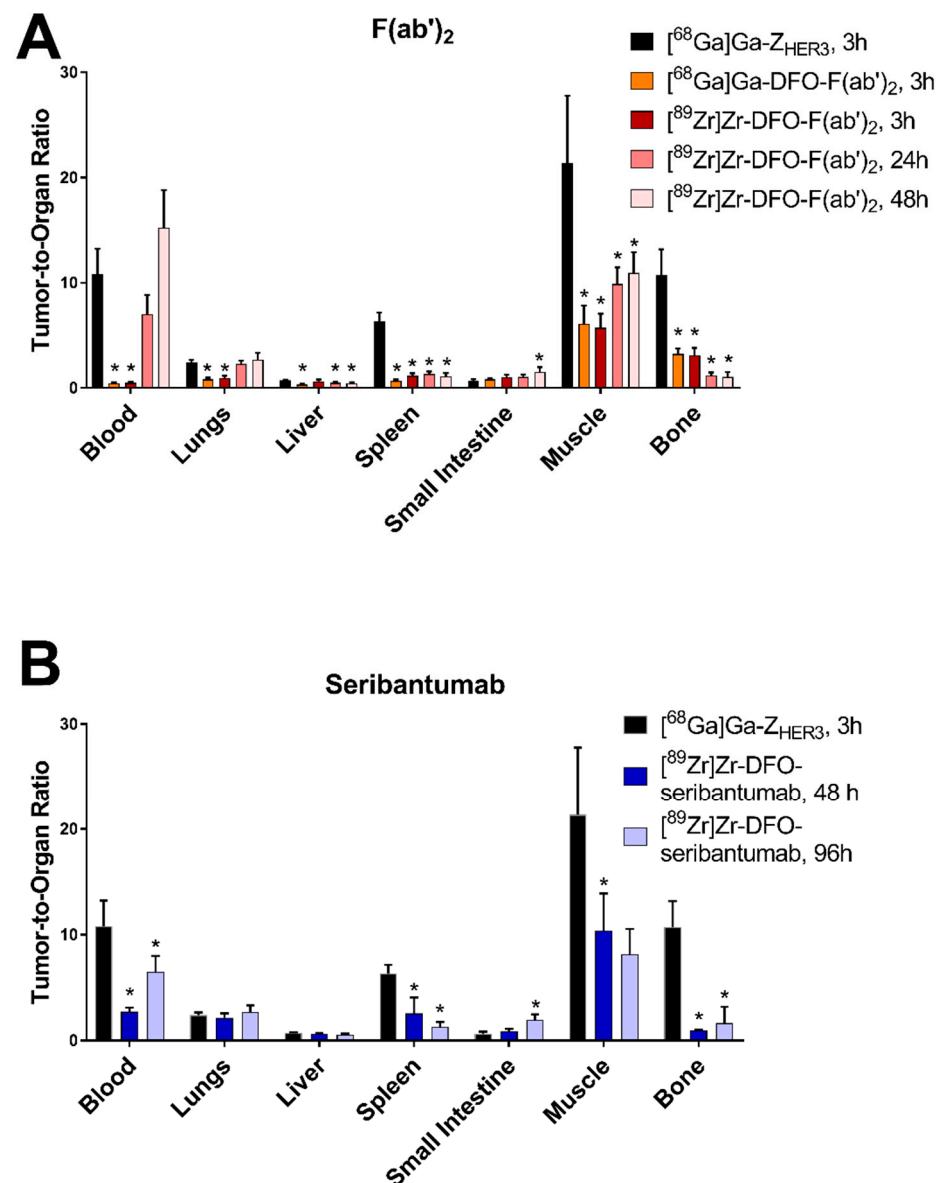 A
F(ab')₂
[⁶⁸Ga]Ga-Z_HER3, 3h
[⁶⁸Ga]Ga-DFO-F(ab')₂, 3h
[⁸⁹Zr]Zr-DFO-F(ab')₂, 3h
[⁸⁹Zr]Zr-DFO-F(ab')₂, 24h
[⁸⁹Zr]Zr-DFO-F(ab')₂, 48h
Tumor-to-Organ Ratio
30
20
10
0
* * * * * * * * * * * * * * * * * * * *
Blood
Lungs
Liver
Spleen
Small Intestine
Muscle
Bone
B
Seribantumab
[⁶⁸Ga]Ga-Z_HER3, 3h
[⁸⁹Zr]Zr-DFO-
seribantumab, 48 h
[⁸⁹Zr]Zr-DFO-
seribantumab, 96h
Tumor-to-Organ Ratio
30
20
10
0
* * * * * * * *
Blood
Lungs
Liver
Spleen
Small Intestine
Muscle
Bone